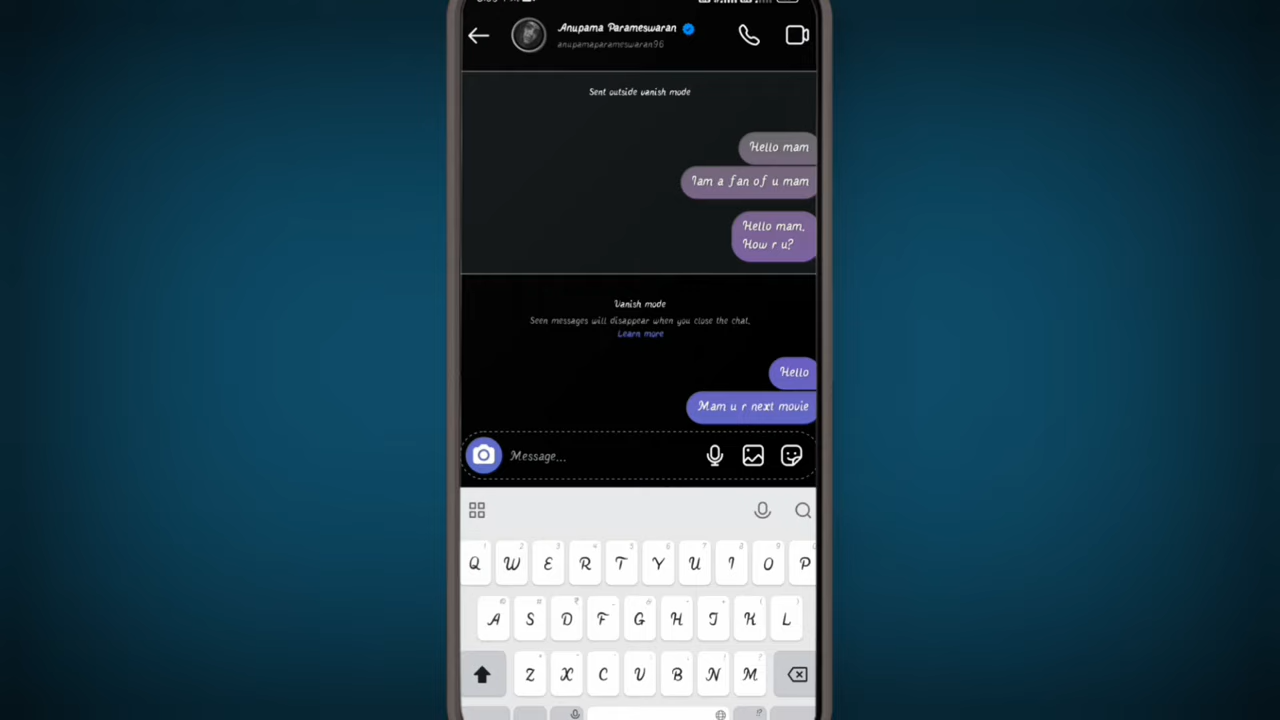 Anupama Parameswaran
anupamaparameswaran96
Sent outside vanish mode
Hello mam
Iam a fan of u mam
Hello mam,
How r u?
Vanish mode
Seen messages will disappear when you close the chat.
Learn more
Hello
Mam u r next movie
Message...
Q W E R T Y U I O P
A S D F G H J K L
Z X C V B N M